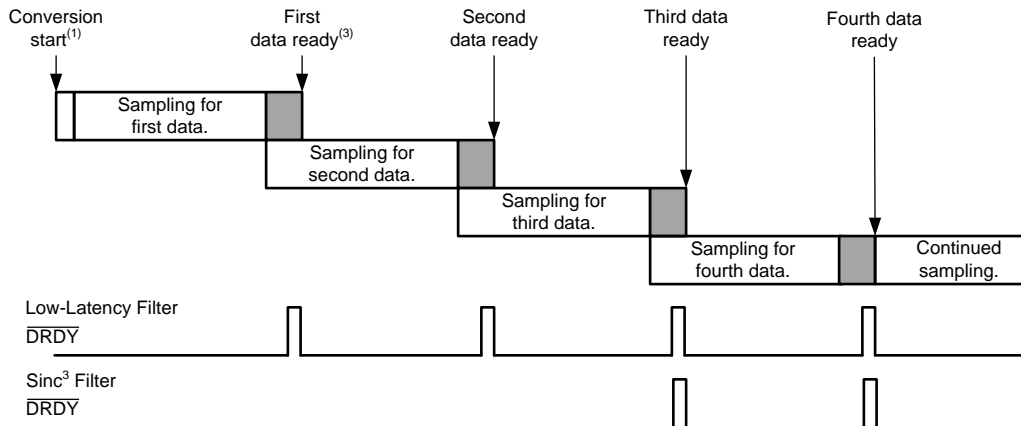 Conversion
start(1)
First
data ready(3)
Second
data ready
Third data
ready
Fourth data
ready
Sampling for
first data.
Sampling for
second data.
Sampling for
third data.
Sampling for
fourth data.
Continued
sampling.
Low-Latency Filter
DRDY
Sinc3 Filter
DRDY